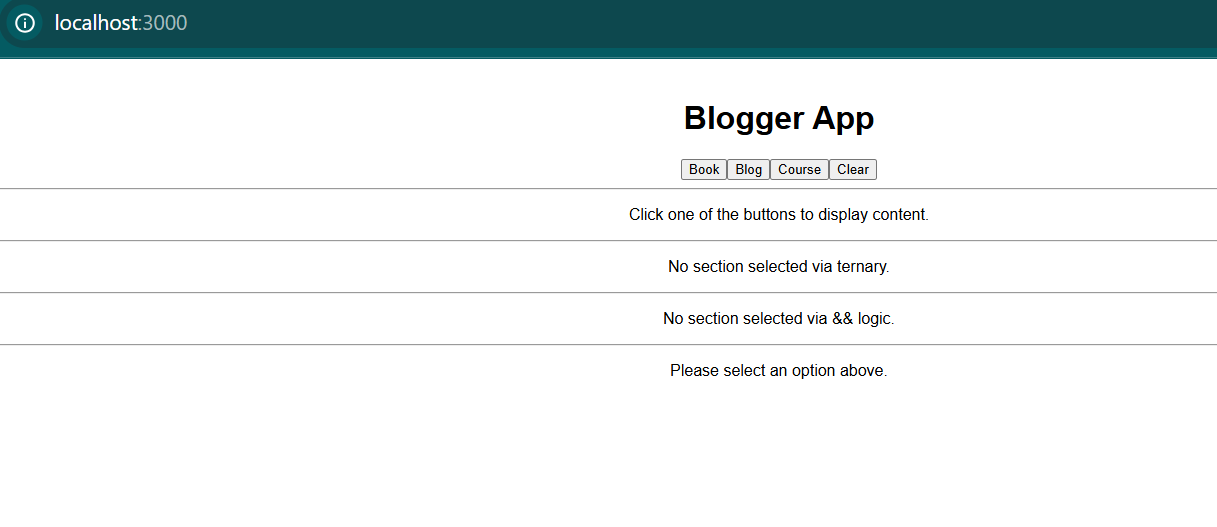 localhost:3000
Blogger App
Book Blog Course Clear
Click one of the buttons to display content.
No section selected via ternary.
No section selected via && logic.
Please select an option above.